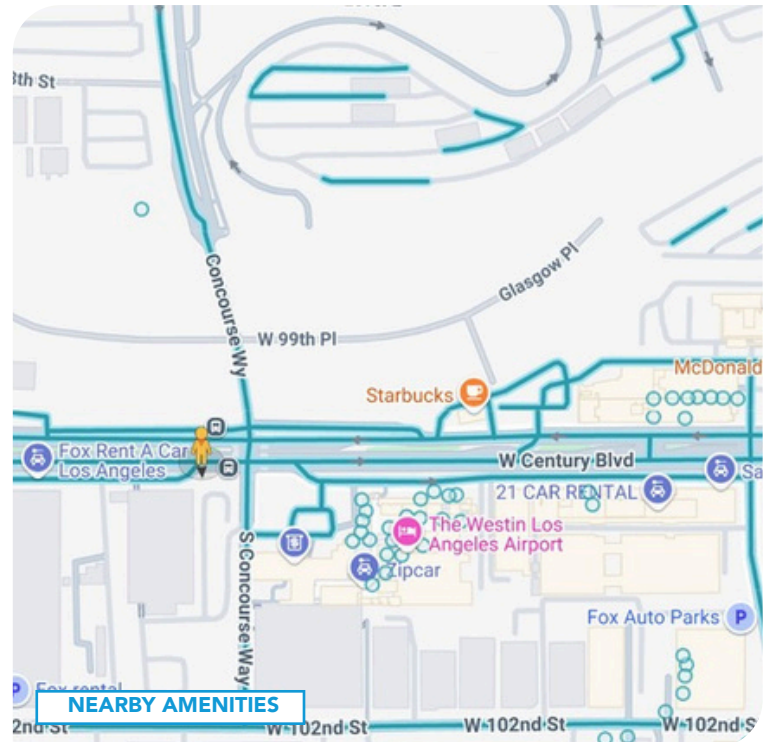 8th St
Concourse Wy
Glasgow Pl
W 99th Pl
McDonald
Starbucks
Fox Rent A Car
Los Angeles
W Century Blvd
Sa
21 CAR RENTAL
The Westin Los
Angeles Airport
Zipcar
S Concourse Way
Fox Auto Parks
P
P
Fox rental
NEARBY AMENITIES
2nd St
W 102nd St
W 102nd St
W 102nd S